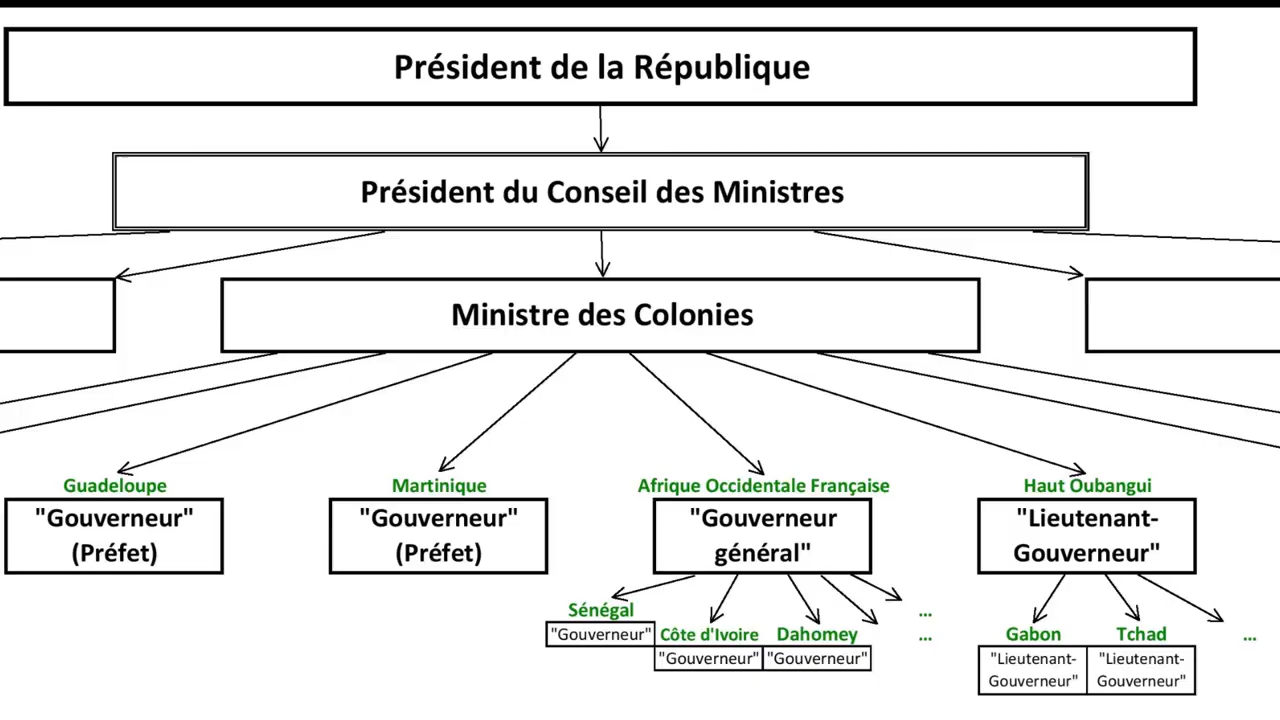 Président de la République
Président du Conseil des Ministres
Ministre des Colonies
Guadeloupe
"Gouverneur"
(Préfet)
Martinique
"Gouverneur"
(Préfet)
Afrique Occidentale Française
"Gouverneur
général"
Haut Oubangui
"Lieutenant-
Gouverneur"
Sénégal
"Gouverneur"
Côte d'Ivoire
"Gouverneur"
Dahomey
"Gouverneur"
...
...
Gabon
"Lieutenant-
Gouverneur"
Tchad
"Lieutenant-
Gouverneur"
...